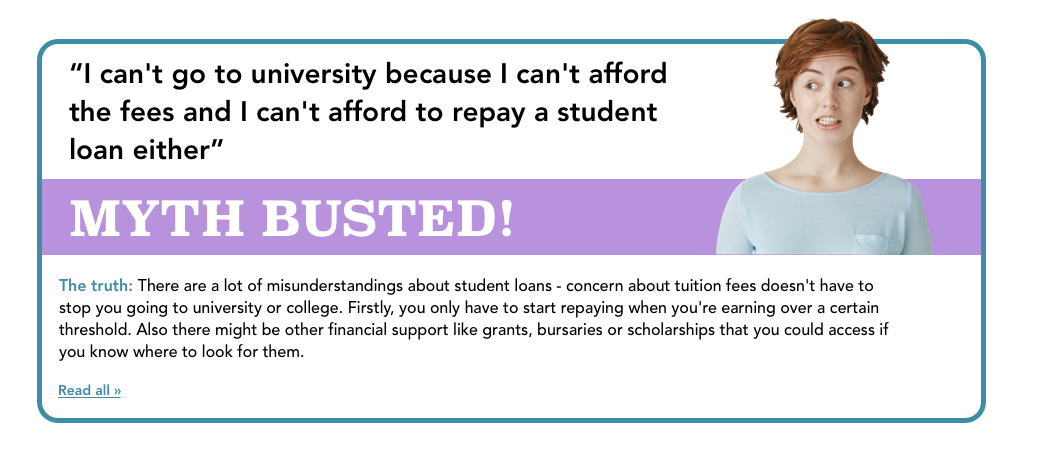 “I can't go to university because I can't afford
the fees and I can't afford to repay a student
loan either”
MYTH BUSTED!
The truth: There are a lot of misunderstandings about student loans - concern about tuition fees doesn't have to
stop you going to university or college. Firstly, you only have to start repaying when you're earning over a certain
threshold. Also there might be other financial support like grants, bursaries or scholarships that you could access if
you know where to look for them.
Read all »